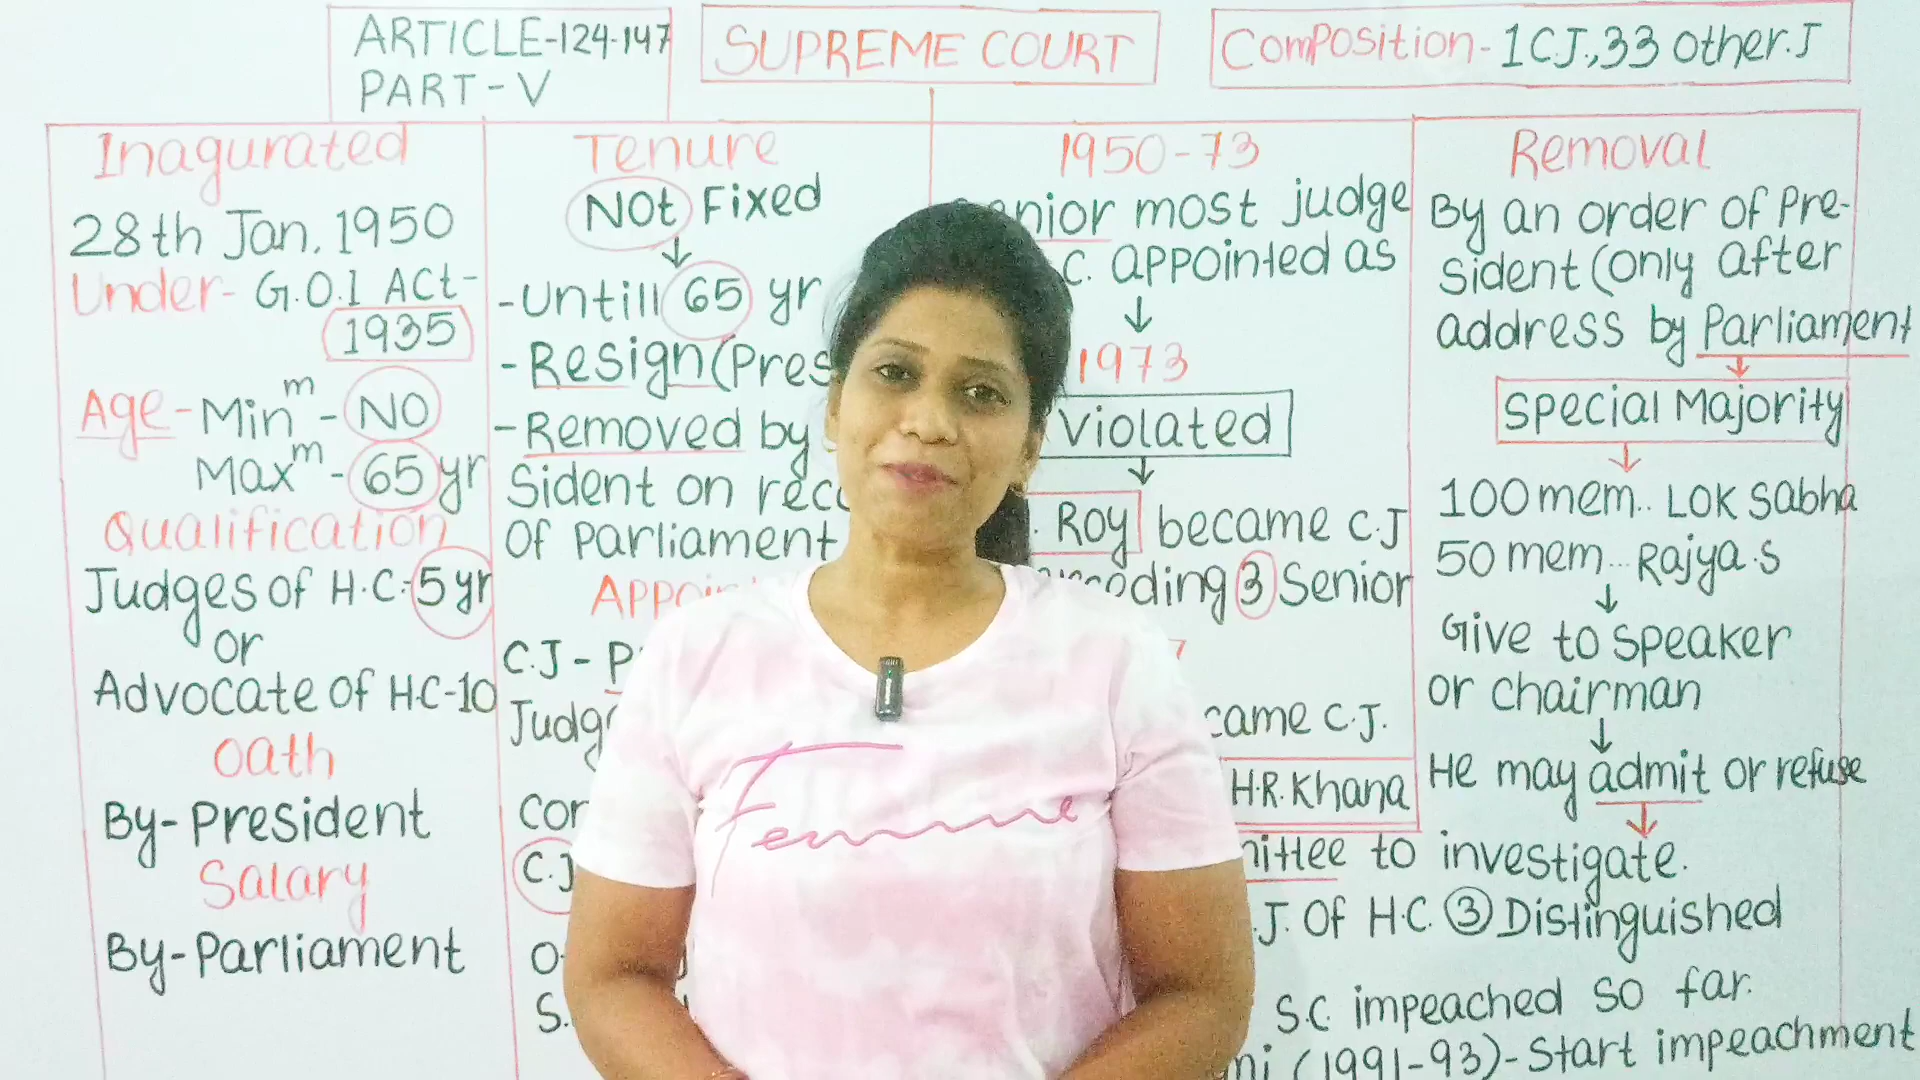 ARTICLE-124-147
PART-V
SUPREME COURT
Composition-1CJ.,33 other.J
Inagurated
28th Jan. 1950
Under- G.O.I Act-
1935
Age-Minm- NO
Maxm-65yr
Qualification
Judges of H.C-5yr
or
Advocate of H.C-10
Oath
By-President
Salary
By-Parliament
Tenure
NOt Fixed
-Untill 65 yr
-Resign(Pres
-Removed by
Sident on rec
Of Parliament
C.J-
1950-73
most judge
C. appointed as
1973
Violated
Roy became C.J
3 Senior
came C.J.
H.R.Khana
Removal
By an order of Pre-
sident (only after
address by Parliament
Special Majority
100 mem.. Lok Sabha
50 mem... Rajya.S
Give to Speaker
or chairman
He may admit or refuse
to investigate.
J. Of H.C. 3 Distinguished
S.C. impeached so far.
(1991-93)-Start impeachment
Femme